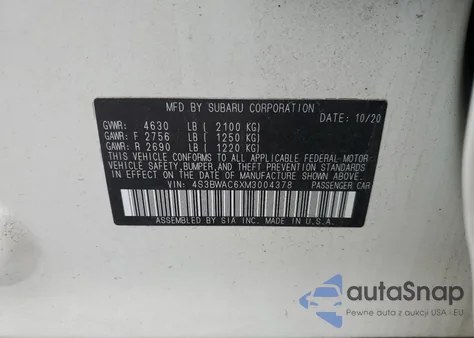 MFD BY SUBARU CORPORATION
DATE: 10/20
GVWR: 4630 LB ( 2100 KG)
GAWR: F 2756 LB ( 1250 KG)
GAWR: R 2690 LB ( 1220 KG)
THIS VEHICLE CONFORMS TO ALL APPLICABLE FEDERAL MOTOR
VEHICLE SAFETY, BUMPER, AND THEFT PREVENTION STANDARDS
IN EFFECT ON THE DATE OF MANUFACTURE SHOWN ABOVE.
VIN: 4S3BWAC6XM3004378 PASSENGER CAR
ASSEMBLED BY SIA INC. MADE IN U.S.A.
autoSnap
Pewne auta z aukcji USA i EU